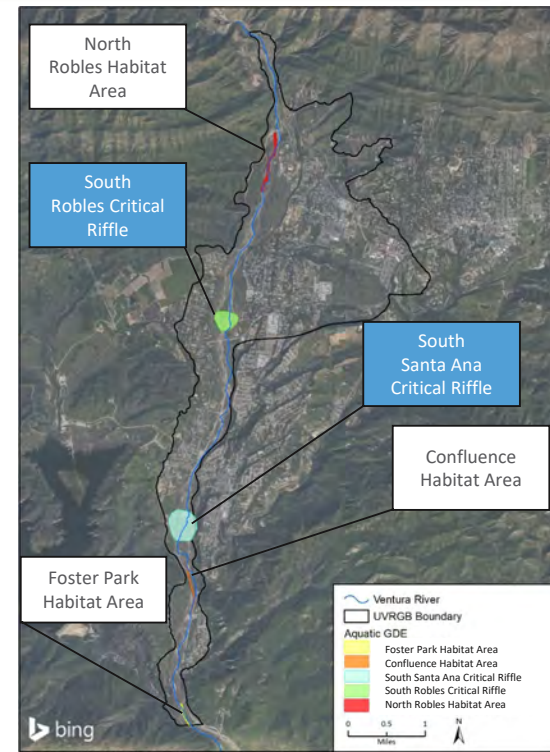 North
Robles Habitat
Area
South
Robles Critical
Riffle
South
Santa Ana
Critical Riffle
Confluence
Habitat Area
Foster Park
Habitat Area
Ventura River
UVRGB Boundary
Aquatic GDE
Foster Park Habitat Area
Confluence Habitat Area
South Santa Ana Critical Riffle
South Robles Critical Riffle
North Robles Habitat Area
0 0.5 1
Miles
N
bing